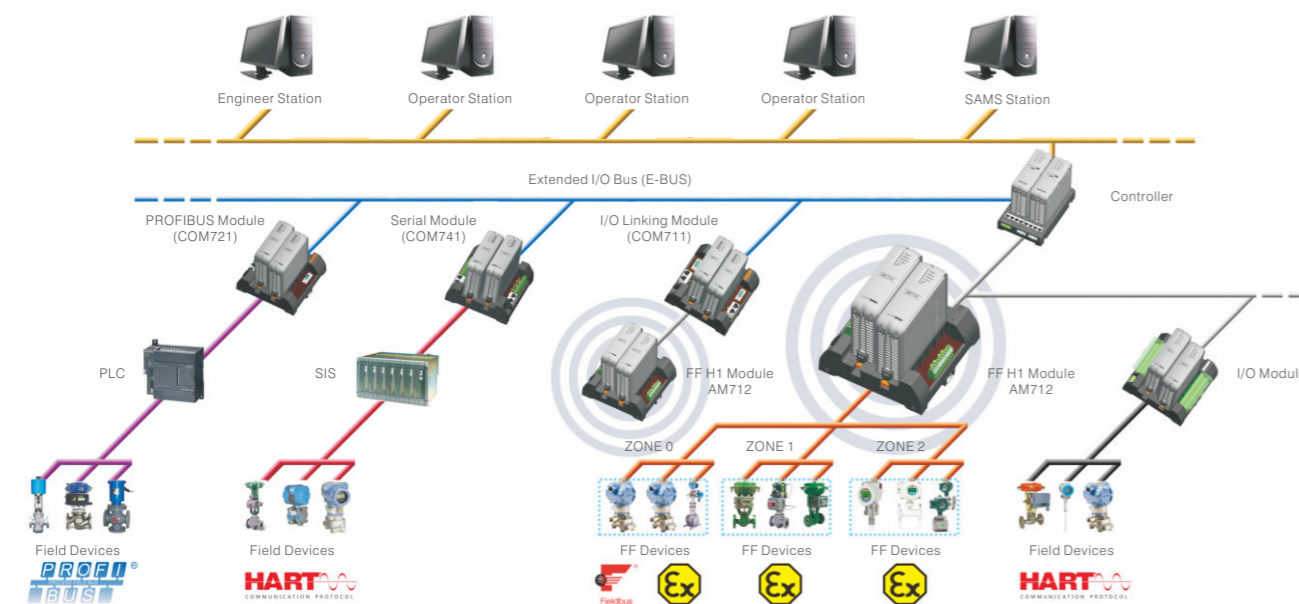 Engineer Station
Operator Station
Operator Station
Operator Station
SAMS Station
Extended I/O Bus (E-BUS)
Controller
PROFIBUS Module
(COM721)
Serial Module
(COM741)
I/O Linking Module
(COM711)
PLC
SIS
FF H1 Module
AM712
FF H1 Module
AM712
I/O Module
ZONE 0
ZONE 1
ZONE 2
Field Devices
Field Devices
FF Devices
FF Devices
FF Devices
Field Devices
PROFI
BUS
®
HART
COMMUNICATION PROTOCOL
Fieldbus
Ex
Ex
Ex
HART
COMMUNICATION PROTOCOL